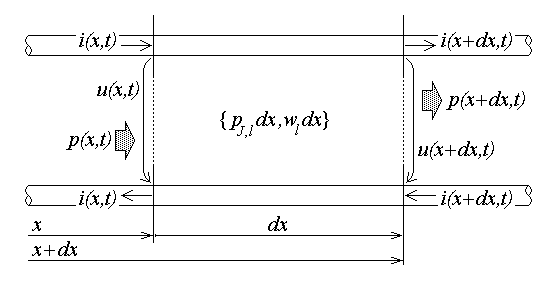 i(x,t) i(x+dx,t)
u(x,t)
{p_{J,l}dx,w_l dx} p(x+dx,t)
p(x,t)
u(x+dx,t)
i(x,t) i(x+dx,t)
x dx
x+dx